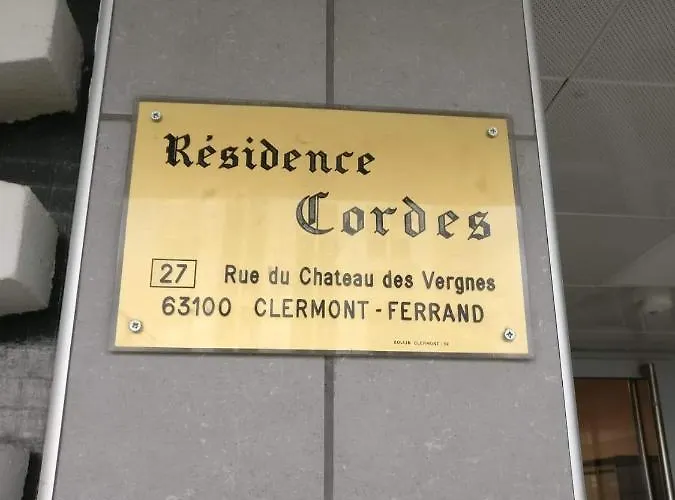 Résidence
Cordes
27 Rue du Chateau des Vergnes
63100 CLERMONT - FERRAND